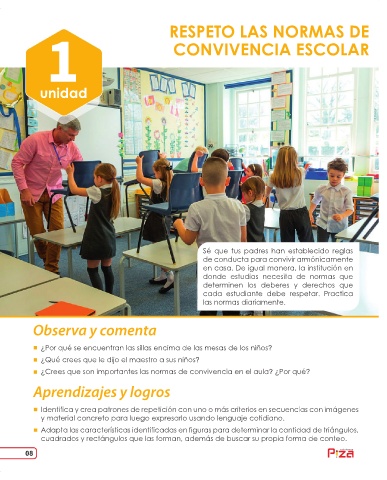 RESPETO LAS NORMAS DE
CONVIVENCIA ESCOLAR
1
unidad
Sé que tus padres han establecido reglas
de conducta para convivir armónicamente
en casa. De igual manera, la institución en
donde estudias necesita de normas que
determinen los deberes y derechos que
cada estudiante debe respetar. Practica
las normas diariamente.
Observa y comenta
¿Por qué se encuentran las sillas encima de las mesas de los niños?
¿Qué crees que le dijo el maestro a sus niños?
¿Crees que son importantes las normas de convivencia en el aula? ¿Por qué?
Aprendizajes y logros
Identifica y crea patrones de repetición con uno o más criterios en secuencias con imágenes
y material concreto para luego expresarlo usando lenguaje cotidiano.
Adapta las características identificadas en figuras para determinar la cantidad de triángulos,
cuadrados y rectángulos que las forman, además de buscar su propia forma de conteo.
08
Piza